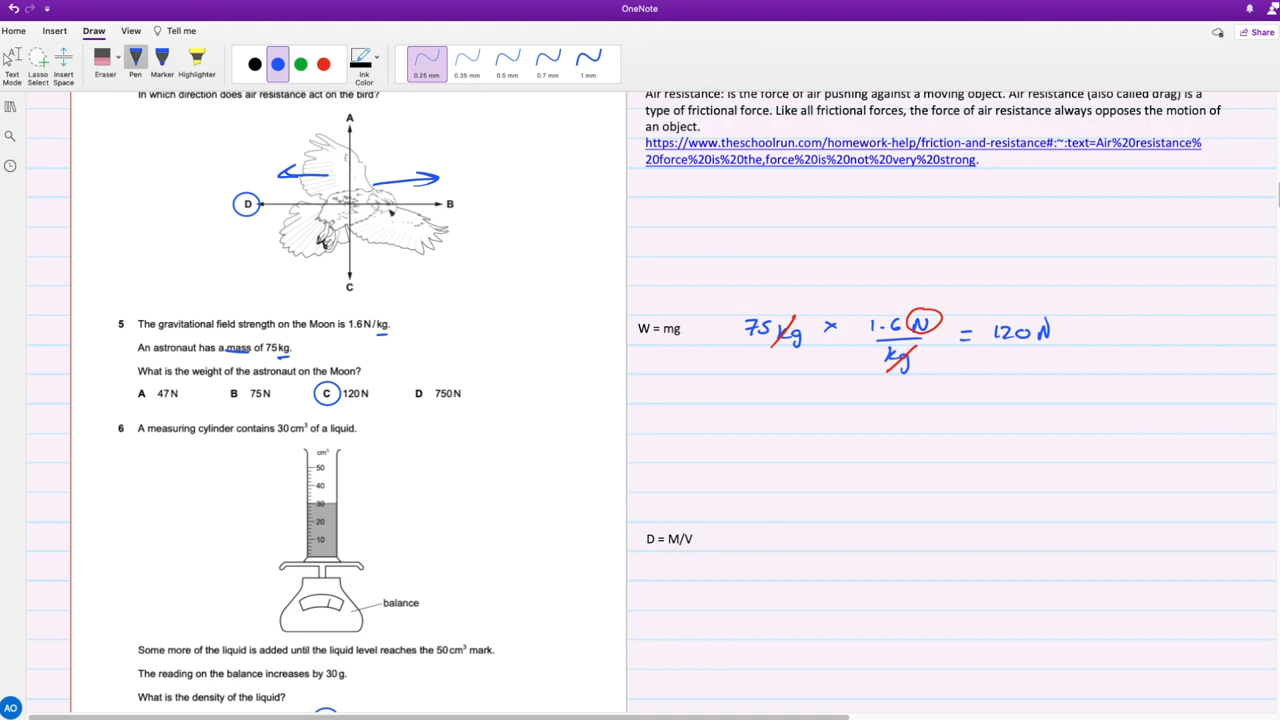 OneNote
Home Insert Draw View Tell me
Share
Text Mode
Lasso Select
Insert Space
Eraser
Pen
Marker
Highlighter
Ink Color
0.25 mm
0.35 mm
0.5 mm
0.7 mm
1 mm
In which direction does air resistance act on the bird?
A
D
B
C
5 The gravitational field strength on the Moon is 1.6 N/kg.
An astronaut has a mass of 75 kg.
What is the weight of the astronaut on the Moon?
A 47 N B 75 N C 120 N D 750 N
6 A measuring cylinder contains 30 cm³ of a liquid.
cm³
50
40
30
20
10
balance
Some more of the liquid is added until the liquid level reaches the 50 cm³ mark.
The reading on the balance increases by 30 g.
What is the density of the liquid?
Air resistance: is the force of air pushing against a moving object. Air resistance (also called drag) is a
type of frictional force. Like all frictional forces, the force of air resistance always opposes the motion of
an object.
https://www.theschoolrun.com/homework-help/friction-and-resistance#:~:text=Air%20resistance%
20force%20is%20the,force%20is%20not%20very%20strong.
W = mg
75 kg × 1.6 N / kg = 120 N
D = M/V
AO